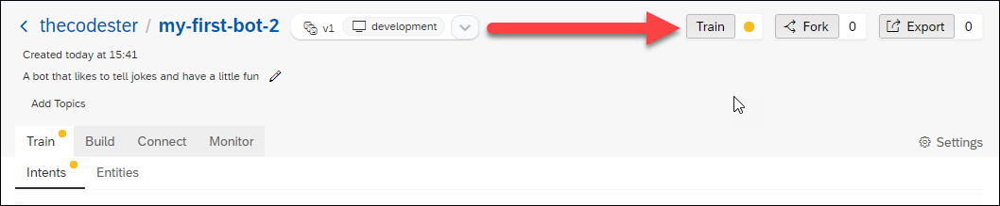 thecodester / my-first-bot-2 v1 development Train Fork 0 Export 0
Created today at 15:41
A bot that likes to tell jokes and have a little fun
Add Topics
Train Build Connect Monitor Settings
Intents Entities